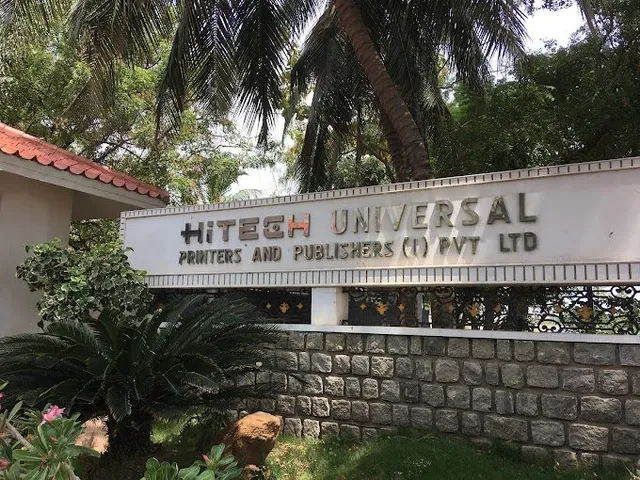 HiTECH UNIVERSAL
PRINTERS AND PUBLISHERS (I) PVT LTD